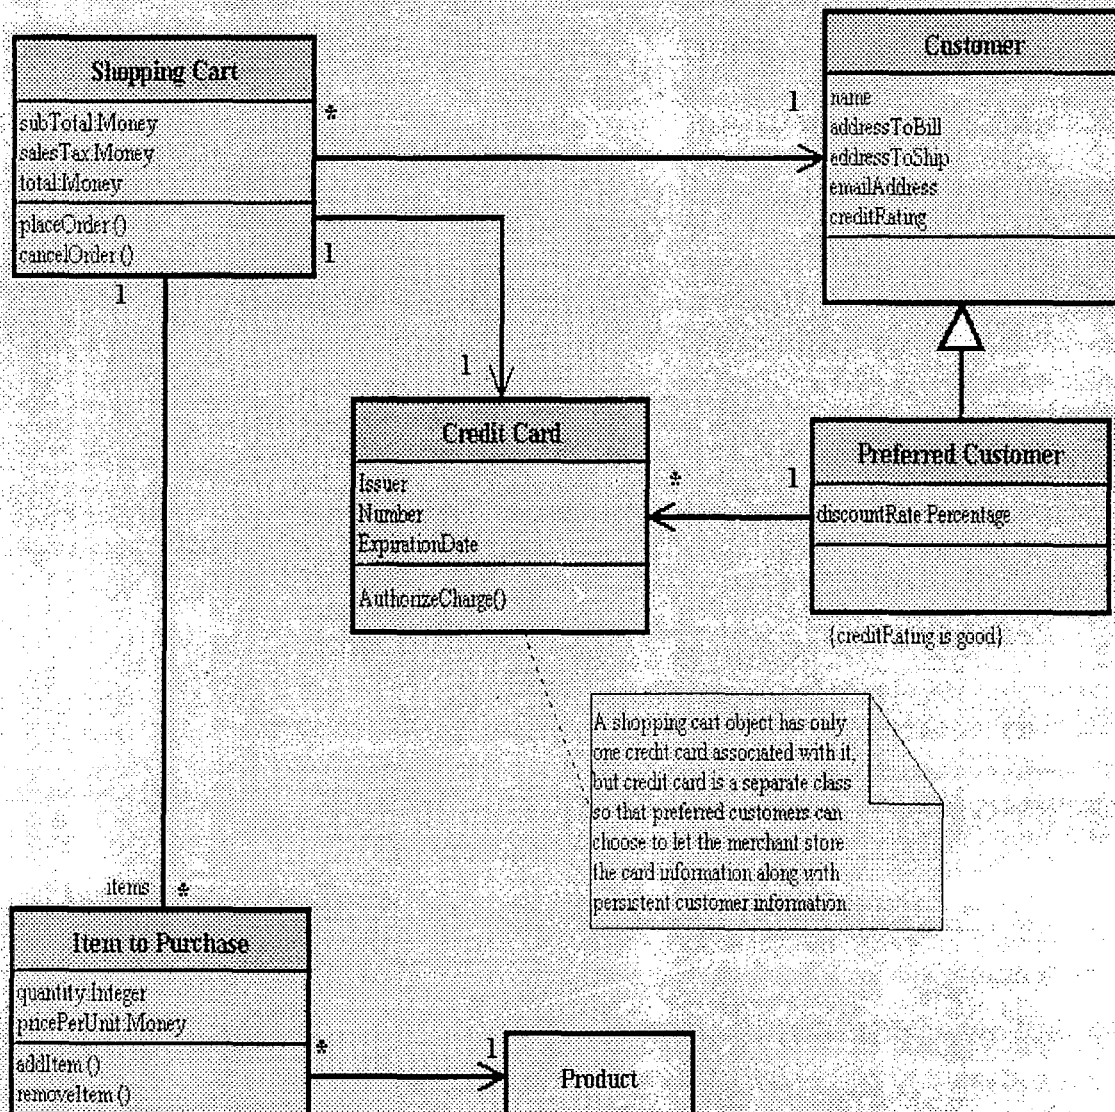 Shopping Cart
subTotal:Money
salesTax:Money
total:Money
placeOrder ()
cancelOrder ()
*
1
Customer
name
addressToBill
addressToShip
emailAddress
creditRating
1
1
1
Credit Card
Issuer
Number
ExpirationDate
AuthorizeCharge()
*
1
Preferred Customer
discountRate:Percentage
{creditRating is good}
A shopping cart object has only
one credit card associated with it,
but credit card is a separate class
so that preferred customers can
choose to let the merchant store
the card information along with
persistent customer information.
items *
Item to Purchase
quantity:Integer
pricePerUnit:Money
addItem ()
removeItem ()
*
1
Product